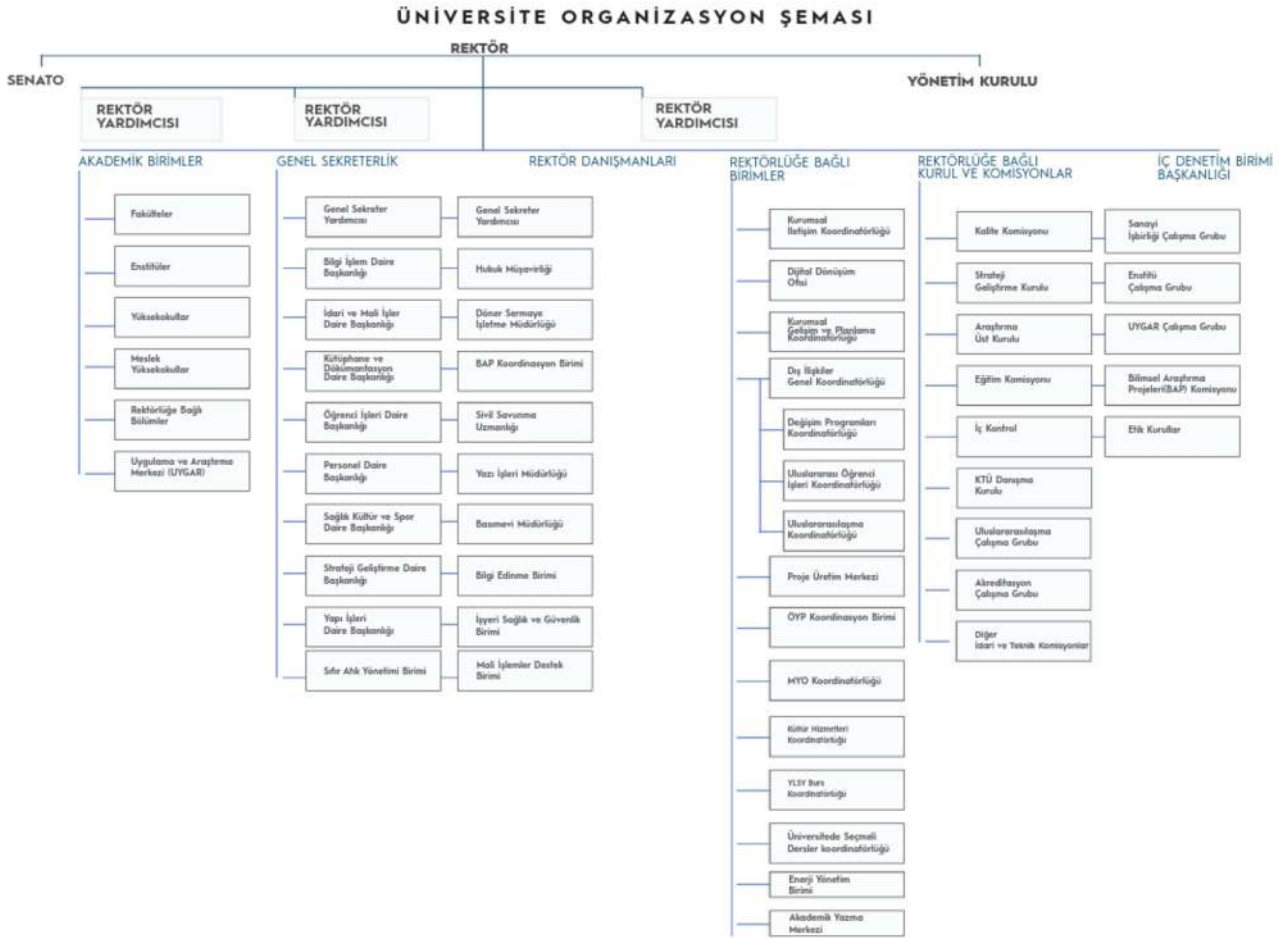 ÜNİVERSİTE ORGANİZASYON ŞEMASI
REKTÖR
SENATO
YÖNETİM KURULU
REKTÖR
YARDIMCISI
REKTÖR
YARDIMCISI
REKTÖR
YARDIMCISI
AKADEMİK BİRİMLER
Fakülteler
Enstitüler
Yüksekokullar
Meslek
Yüksekokullar
Rektörlüğe Bağlı
Bölümler
Uygulama ve Araştırma
Merkezi (UYGAR)
GENEL SEKRETERLİK
Genel Sekreter
Yardımcısı
Bilgi İşlem Daire
Başkanlığı
İdari ve Mali İşler
Daire Başkanlığı
Kütüphane ve
Dökümantasyon
Daire Başkanlığı
Öğrenci İşleri Daire
Başkanlığı
Personel Daire
Başkanlığı
Sağlık Kültür ve Spor
Daire Başkanlığı
Strateji Geliştirme Daire
Başkanlığı
Yapı İşleri
Daire Başkanlığı
Sıfır Atık Yönetimi Birimi
Genel Sekreter
Yardımcısı
Hukuk Müşavirliği
Döner Sermaye
İşletme Müdürlüğü
BAP Koordinasyon Birimi
Sivil Savunma
Uzmanlığı
Yazı İşleri Müdürlüğü
Basımevi Müdürlüğü
Bilgi Edinme Birimi
İşyeri Sağlık ve Güvenlik
Birimi
Mali İşlemler Destek
Birimi
REKTÖR DANIŞMANLARI
REKTÖRLÜĞE BAĞLI
BİRİMLER
Kurumsal
İletişim Koordinatörlüğü
Dijital Dönüşüm
Ofisi
Kurumsal
Gelişim ve Planlama
Koordinatörlüğü
Dış İlişkiler
Genel Koordinatörlüğü
Değişim Programları
Koordinatörlüğü
Uluslararası Öğrenci
İşleri Koordinatörlüğü
Uluslararasılaşma
Koordinatörlüğü
Proje Üretim Merkezi
ÖYP Koordinasyon Birimi
MYO Koordinatörlüğü
Kültür Hizmetleri
Koordinatörlüğü
YLSY Burs
Koordinatörlüğü
Üniversitede Seçmeli
Dersler koordinatörlüğü
Enerji Yönetim
Birimi
Akademik Yazma
Merkezi
REKTÖRLÜĞE BAĞLI
KURUL VE KOMİSYONLAR
Kalite Komisyonu
Strateji
Geliştirme Kurulu
Araştırma
Üst Kurulu
Eğitim Komisyonu
İç Kontrol
KTÜ Danışma
Kurulu
Uluslararasılaşma
Çalışma Grubu
Akreditasyon
Çalışma Grubu
Diğer
İdari ve Teknik Komisyonlar
Sanayi
İşbirliği Çalışma Grubu
Enstitü
Çalışma Grubu
UYGAR Çalışma Grubu
Bilimsel Araştırma
Projeleri(BAP) Komisyonu
Etik Kurullar
İÇ DENETİM BİRİMİ
BAŞKANLIĞI